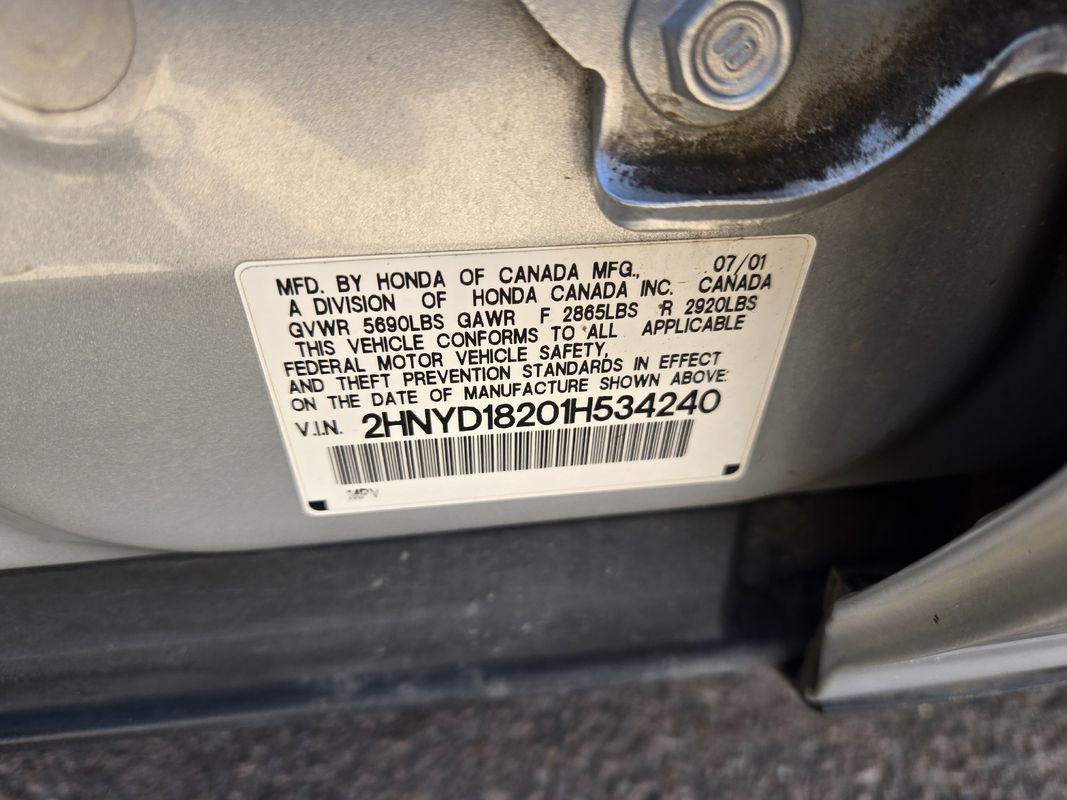 MFD. BY HONDA OF CANADA MFG., 07/01
A DIVISION OF HONDA CANADA INC. CANADA
GVWR 5690LBS GAWR F 2865LBS R 2920LBS
THIS VEHICLE CONFORMS TO ALL APPLICABLE
FEDERAL MOTOR VEHICLE SAFETY,
AND THEFT PREVENTION STANDARDS IN EFFECT
ON THE DATE OF MANUFACTURE SHOWN ABOVE:
V.I.N. 2HNYD18201H534240
MPV